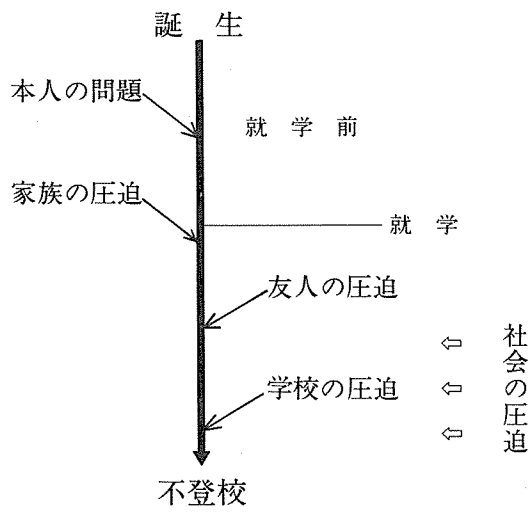 誕生
本人の問題
就学前
家族の圧迫
就学
友人の圧迫
社会の圧迫
学校の圧迫
不登校